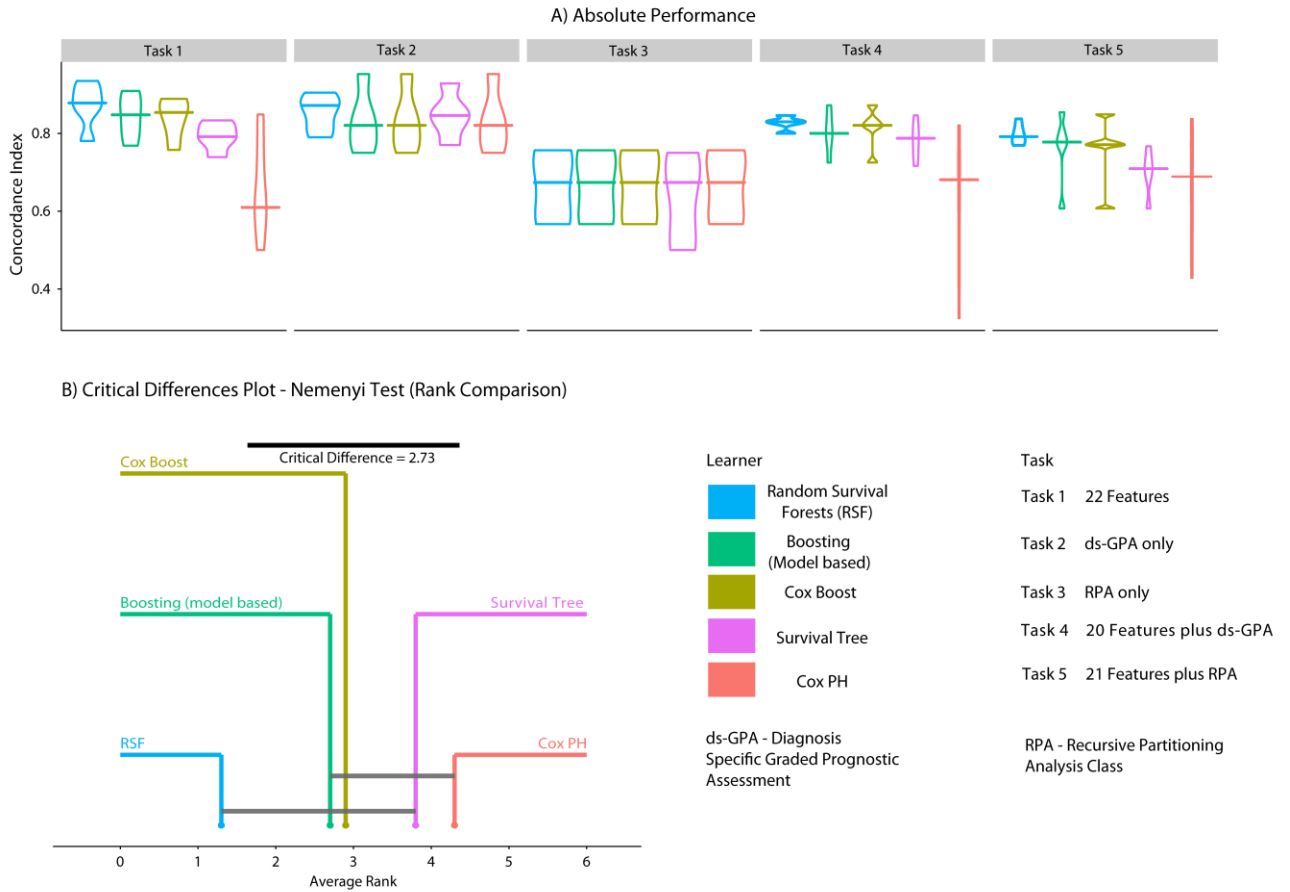 A) Absolute Performance
Task 1
Task 2
Task 3
Task 4
Task 5
Concordance Index
0.8
0.6
0.4
B) Critical Differences Plot - Nemenyi Test (Rank Comparison)
Critical Difference = 2.73
Cox Boost
Boosting (model based)
Survival Tree
RSF
Cox PH
0 1 2 3 4 5 6
Average Rank
Learner
Random Survival
Forests (RSF)
Boosting
(Model based)
Cox Boost
Survival Tree
Cox PH
ds-GPA - Diagnosis
Specific Graded Prognostic
Assessment
Task
Task 1 22 Features
Task 2 ds-GPA only
Task 3 RPA only
Task 4 20 Features plus ds-GPA
Task 5 21 Features plus RPA
RPA - Recursive Partitioning
Analysis Class